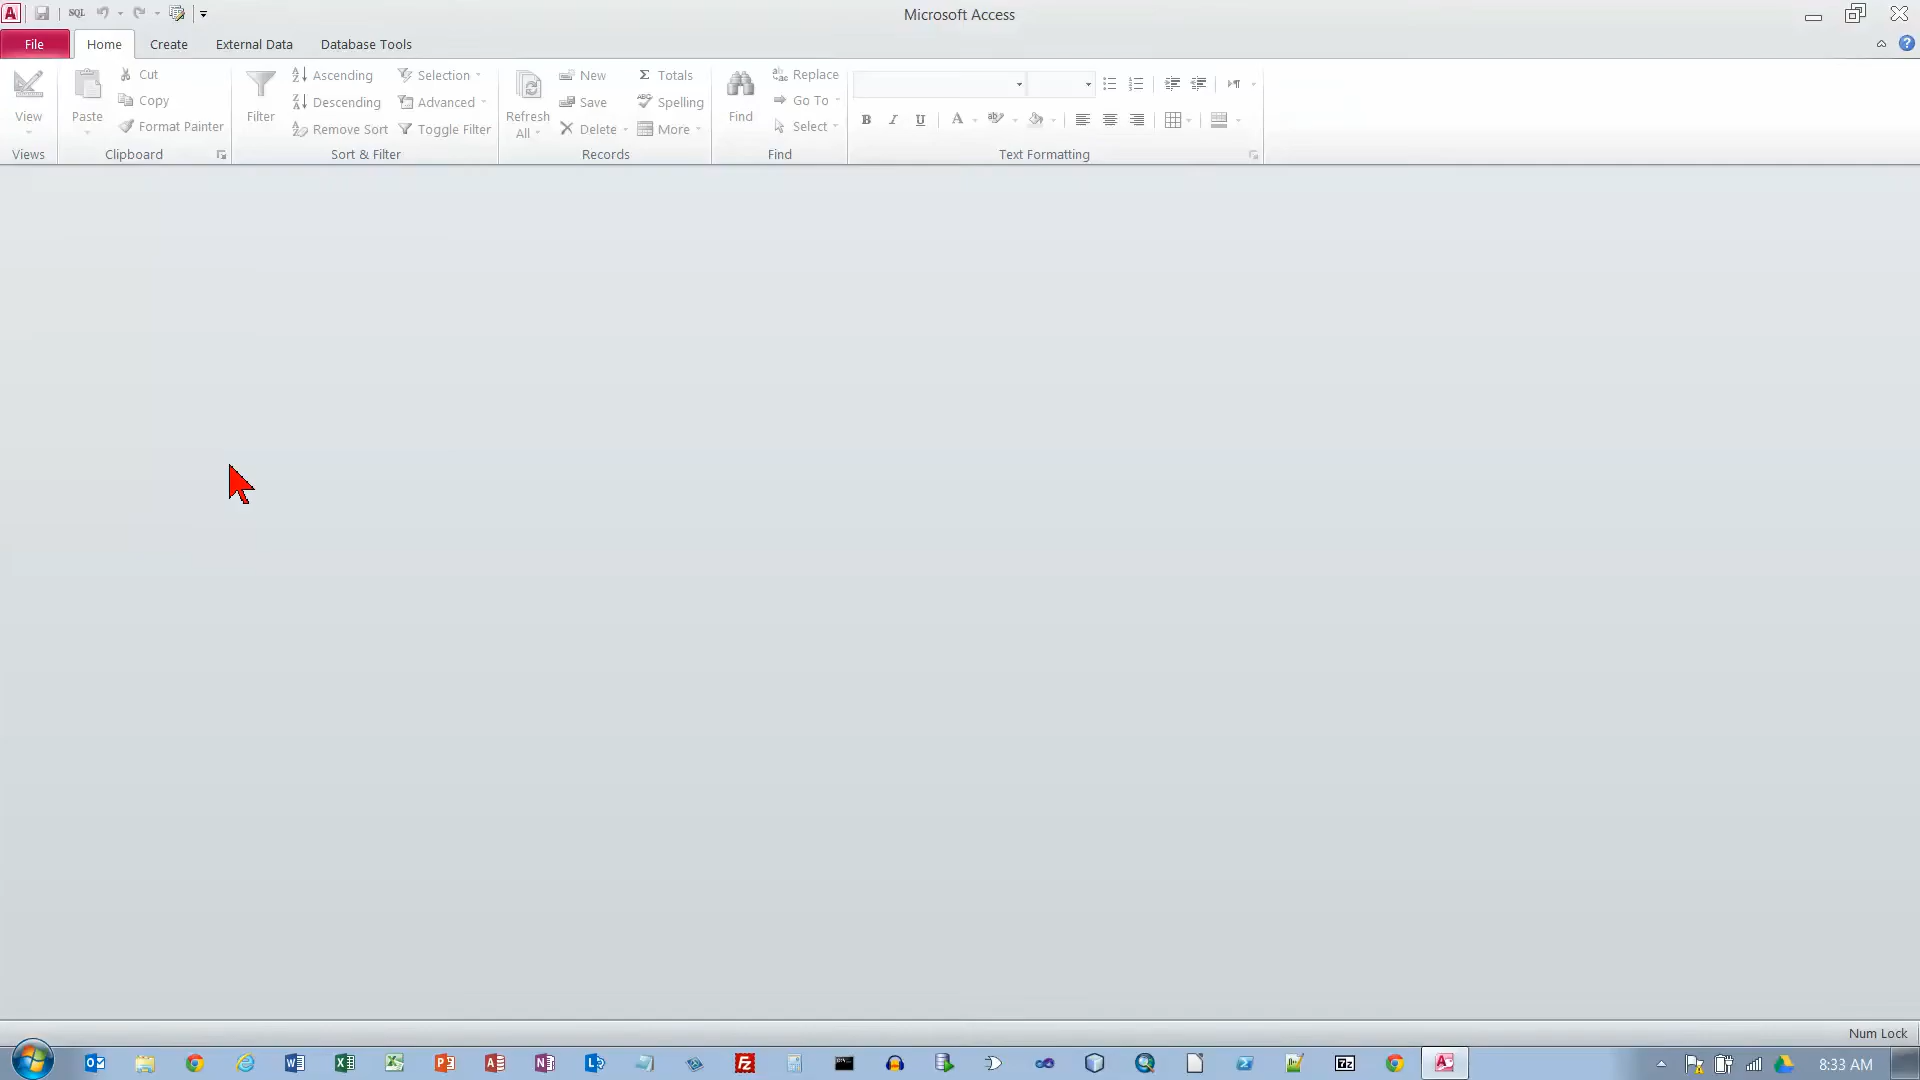 SQL
Microsoft Access
File Home Create External Data Database Tools
View
Views
Paste
Cut
Copy
Format Painter
Clipboard
Filter
Ascending
Descending
Remove Sort
Selection
Advanced
Toggle Filter
Sort & Filter
Refresh
All
New
Save
Delete
Totals
Spelling
More
Records
Find
Replace
Go To
Select
Find
B I U A
Text Formatting
Num Lock
8:33 AM